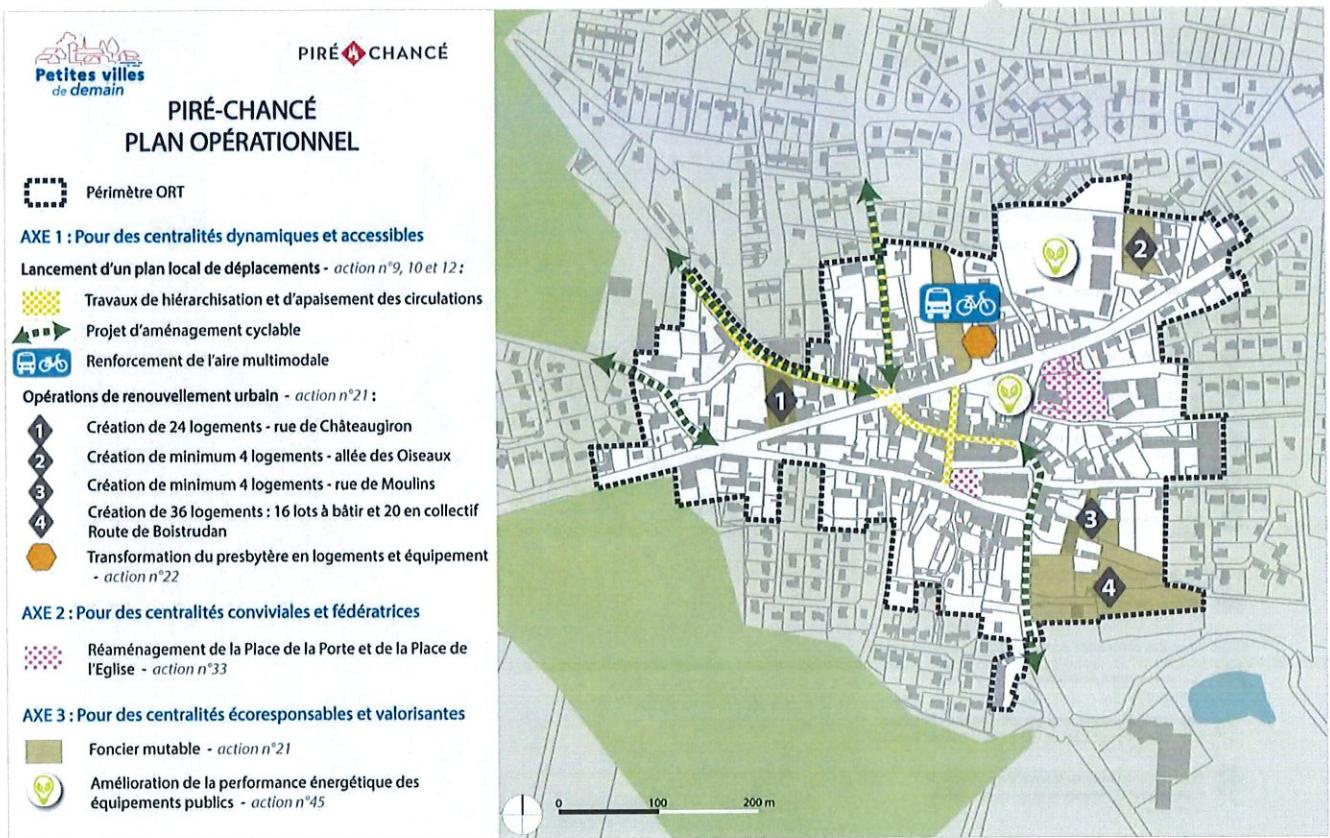 Petites villes
de demain
PIRÉ CHANCÉ
PIRÉ-CHANCÉ
PLAN OPÉRATIONNEL
Périmètre ORT
AXE 1 : Pour des centralités dynamiques et accessibles
Lancement d'un plan local de déplacements - action n°9, 10 et 12 :
Travaux de hiérarchisation et d'apaisement des circulations
Projet d'aménagement cyclable
Renforcement de l'aire multimodale
Opérations de renouvellement urbain - action n°21 :
1 Création de 24 logements - rue de Châteaugiron
2 Création de minimum 4 logements - allée des Oiseaux
3 Création de minimum 4 logements - rue de Moulins
4 Création de 36 logements : 16 lots à bâtir et 20 en collectif
Route de Boistrudan
Transformation du presbytère en logements et équipement
- action n°22
AXE 2 : Pour des centralités conviviales et fédératrices
Réaménagement de la Place de la Porte et de la Place de
l'Eglise - action n°33
AXE 3 : Pour des centralités écoresponsables et valorisantes
Foncier mutable - action n°21
Amélioration de la performance énergétique des
équipements publics - action n°45
2
1
3
4
0 100 200 m